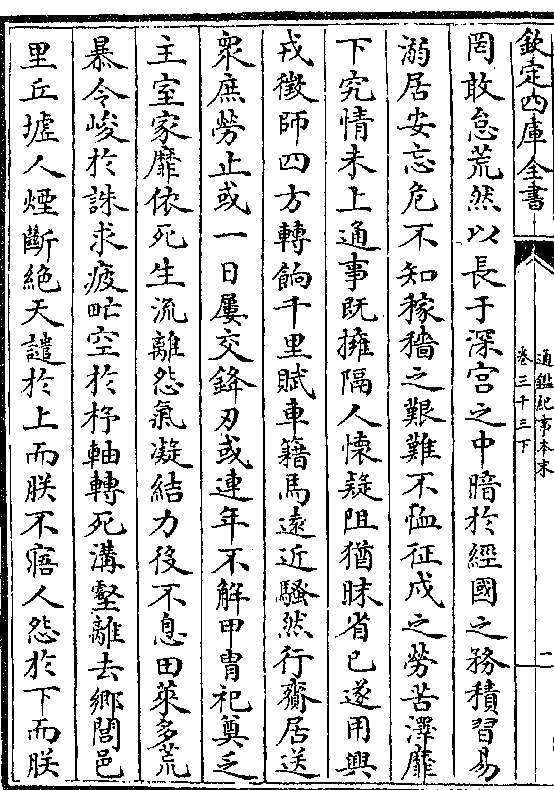 欽定四庫全書
通鑑紀事本末
卷三十三下
二
罔敢怠荒然以長于深宫之中暗於經國之務積習易
溺居安忘危不知稼穡之艱難不恤征戍之勞苦澤靡
下究情未上通事既擁隔人懷疑阻猶昧省已遂用興
戎徵師四方轉餉千里賦車籍馬逺近騷然行齎居送
衆庶勞止或一日屢交鋒刃或連年不解甲胄祀奠乏
主室家靡依死生流離怨氣凝結力役不息田萊多荒
暴令峻於誅求疲甿空於杼軸轉死溝壑離去鄉閭邑
里丘墟人煙斷絶天譴於上而朕不寤人怨於下而朕